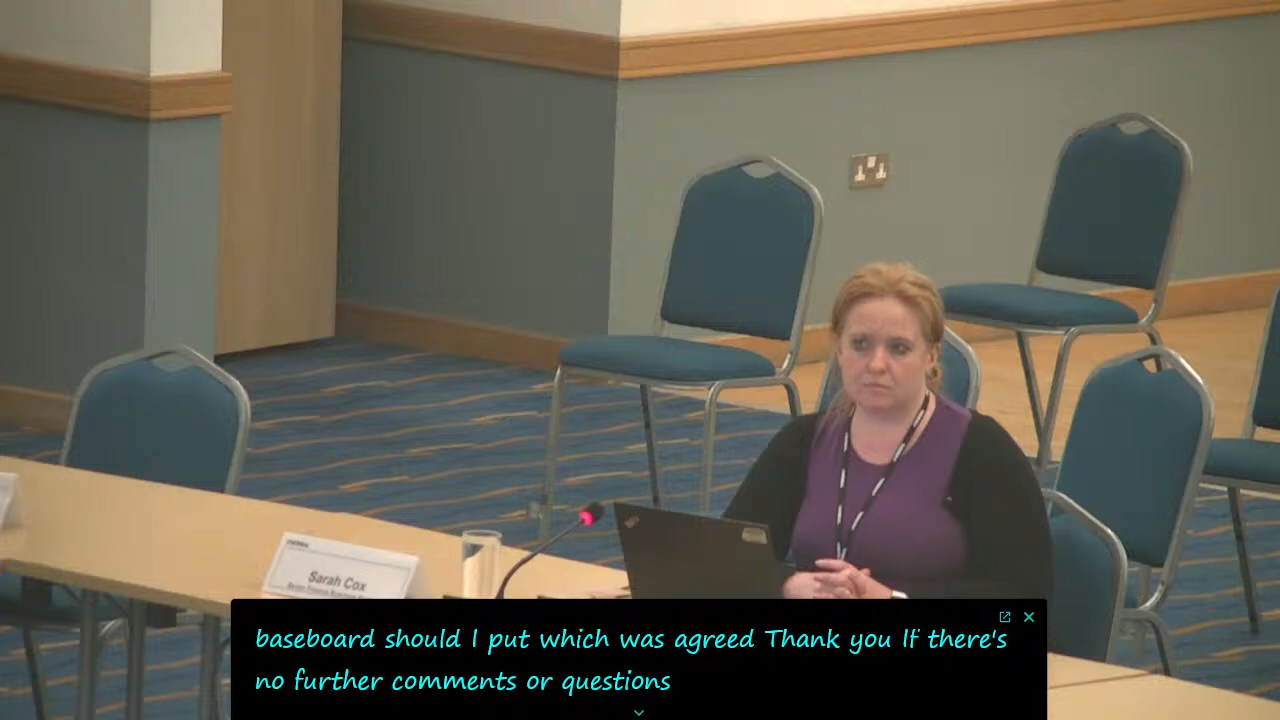 Sarah Cox
baseboard should I put which was agreed Thank you If there's
no further comments or questions